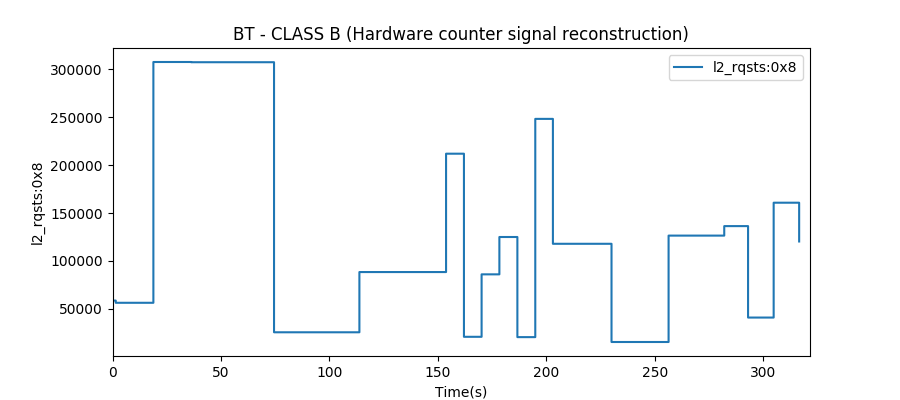 BT - CLASS B (Hardware counter signal reconstruction)
l2_rqsts:0x8
l2_rqsts:0x8
300000
250000
200000
150000
100000
50000
0 50 100 150 200 250 300
Time(s)